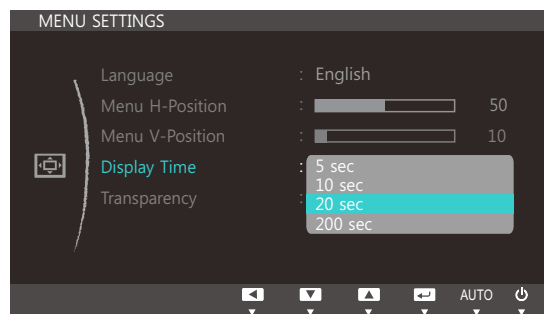 MENU SETTINGS
Language : English
Menu H-Position : 50
Menu V-Position : 10
Display Time : 5 sec
10 sec
20 sec
200 sec
Transparency :
AUTO